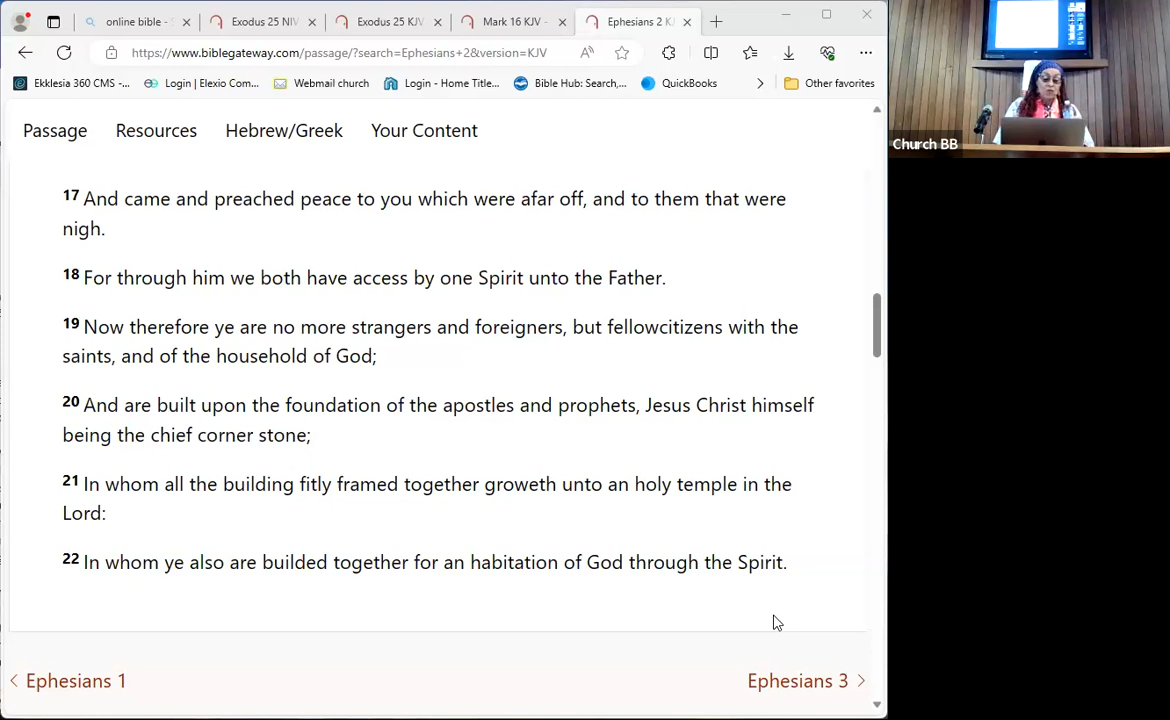 online bible - S
Exodus 25 NIV
Exodus 25 KJ
Mark 16 KJV -
Ephesians 2 K
https://www.biblegateway.com/passage/?search=Ephesians+2&version=KJV
Ekklesia 360 CMS -...
Login | Elexio Com...
Webmail church
Login - Home Title...
Bible Hub: Search,...
QuickBooks
Other favorites
Passage
Resources
Hebrew/Greek
Your Content
17 And came and preached peace to you which were afar off, and to them that were
nigh.
18 For through him we both have access by one Spirit unto the Father.
19 Now therefore ye are no more strangers and foreigners, but fellowcitizens with the
saints, and of the household of God;
20 And are built upon the foundation of the apostles and prophets, Jesus Christ himself
being the chief corner stone;
21 In whom all the building fitly framed together groweth unto an holy temple in the
Lord:
22 In whom ye also are builded together for an habitation of God through the Spirit.
< Ephesians 1
Ephesians 3 >
Church BB